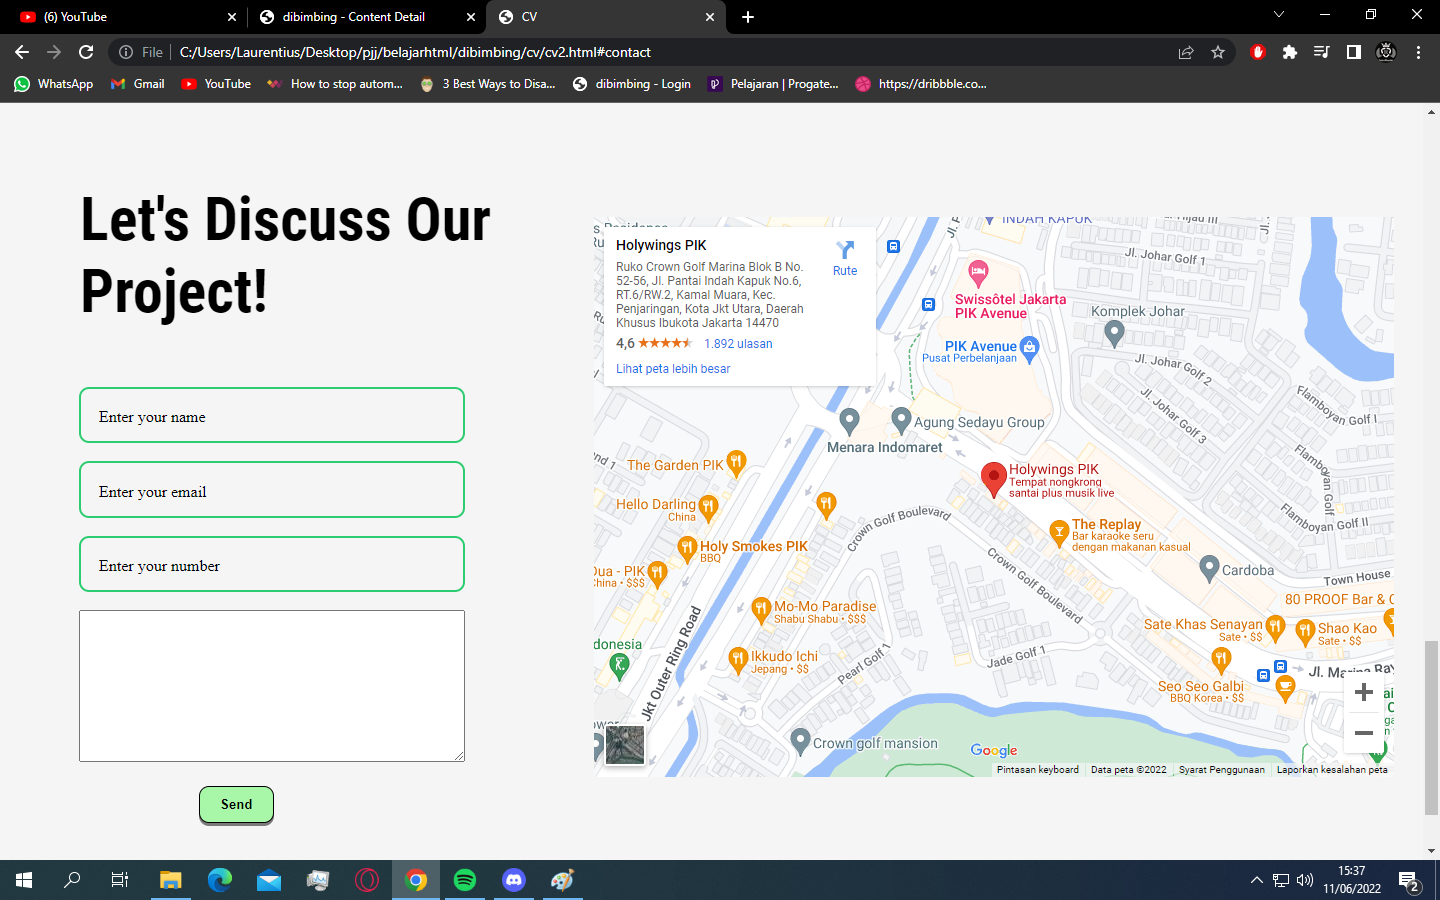 (6) YouTube
dibimbing - Content Detail
CV
File
C:/Users/Laurentius/Desktop/pjj/belajarhtml/dibimbing/cv/cv2.html#contact
WhatsApp
Gmail
YouTube
How to stop autom...
3 Best Ways to Disa...
dibimbing - Login
Pelajaran | Progate...
https://dribbble.co...
Let's Discuss Our
Project!
Enter your name
Enter your email
Enter your number
Send
Holywings PIK
Ruko Crown Golf Marina Blok B No.
52-56, Jl. Pantai Indah Kapuk No.6,
RT.6/RW.2, Kamal Muara, Kec.
Penjaringan, Kota Jkt Utara, Daerah
Khusus Ibukota Jakarta 14470
4,6
1.892 ulasan
Lihat peta lebih besar
Rute
INDAH KAPUK
Jl. Johar Golf 1
Swissôtel Jakarta
PIK Avenue
Komplek Johar
PIK Avenue
Pusat Perbelanjaan
Jl. Johar Golf 2
Jl. Johar Golf 3
Flamboyan Golf I
Flamboyan Golf
Flamboyan Golf II
Agung Sedayu Group
Menara Indomaret
The Garden PIK
Holywings PIK
Tempat nongkrong
santai plus musik live
Hello Darling
China
Crown Golf Boulevard
The Replay
Bar karaoke seru
dengan makanan kasual
Holy Smokes PIK
BBQ
Crown Golf Boulevard
Dua - PIK
China • $$$
Cardoba
Town House
Mo-Mo Paradise
Shabu Shabu • $$$
80 PROOF Bar & C
Sate Khas Senayan
Sate • $$
Shao Kao
Sate • $$
donesia
Jkt Outer Ring Road
Ikkudo Ichi
Jepang • $$
Pearl Golf 1
Jade Golf 1
Jl. Marina Ray
Seo Seo Galbi
BBQ Korea • $$
Crown golf mansion
Google
Pintasan keyboard
Data peta ©2022
Syarat Penggunaan
Laporkan kesalahan peta
15:37
11/06/2022
2